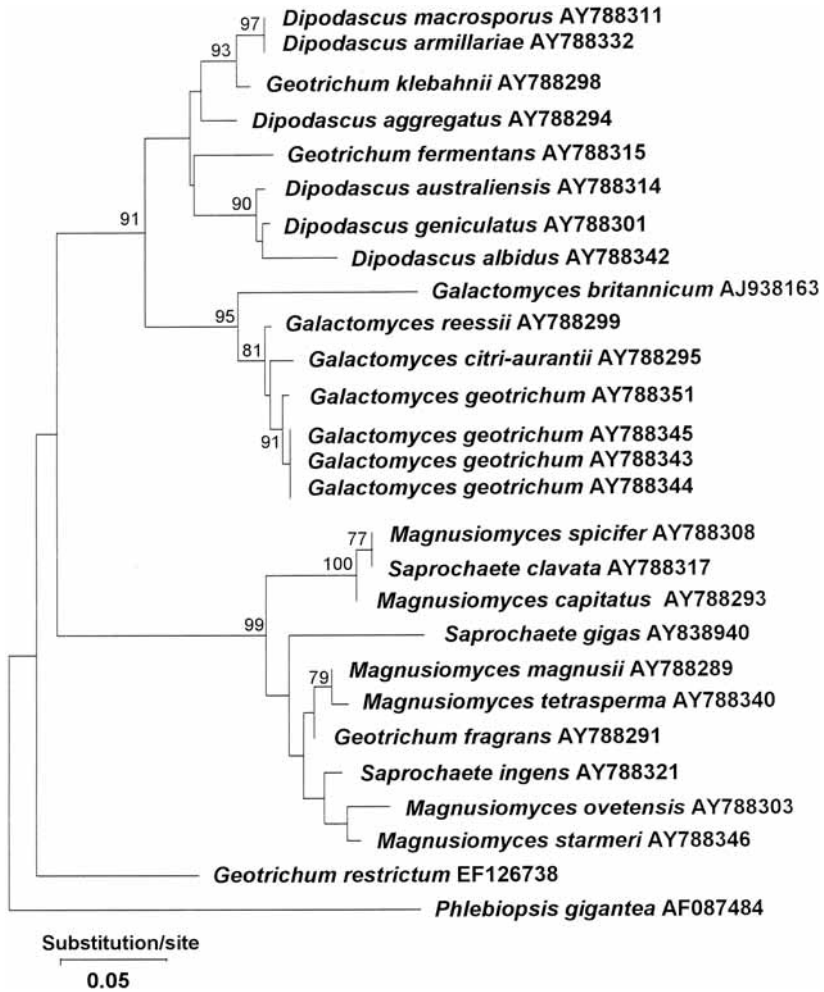 Dipodascus macrosporus AY788311
97
Dipodascus armillariae AY788332
93
Geotrichum klebahnii AY788298
Dipodascus aggregatus AY788294
Geotrichum fermentans AY788315
Dipodascus australiensis AY788314
90
91
Dipodascus geniculatus AY788301
Dipodascus albidus AY788342
Galactomyces britannicum AJ938163
95
Galactomyces reessii AY788299
81
Galactomyces citri-aurantii AY788295
Galactomyces geotrichum AY788351
Galactomyces geotrichum AY788345
91
Galactomyces geotrichum AY788343
Galactomyces geotrichum AY788344
Magnusiomyces spicifer AY788308
77
Saprochaete clavata AY788317
100
Magnusiomyces capitatus AY788293
99
Saprochaete gigas AY838940
Magnusiomyces magnusii AY788289
79
Magnusiomyces tetrasperma AY788340
Geotrichum fragrans AY788291
Saprochaete ingens AY788321
Magnusiomyces ovetensis AY788303
Magnusiomyces starmeri AY788346
Geotrichum restrictum EF126738
Phlebiopsis gigantea AF087484
Substitution/site
0.05